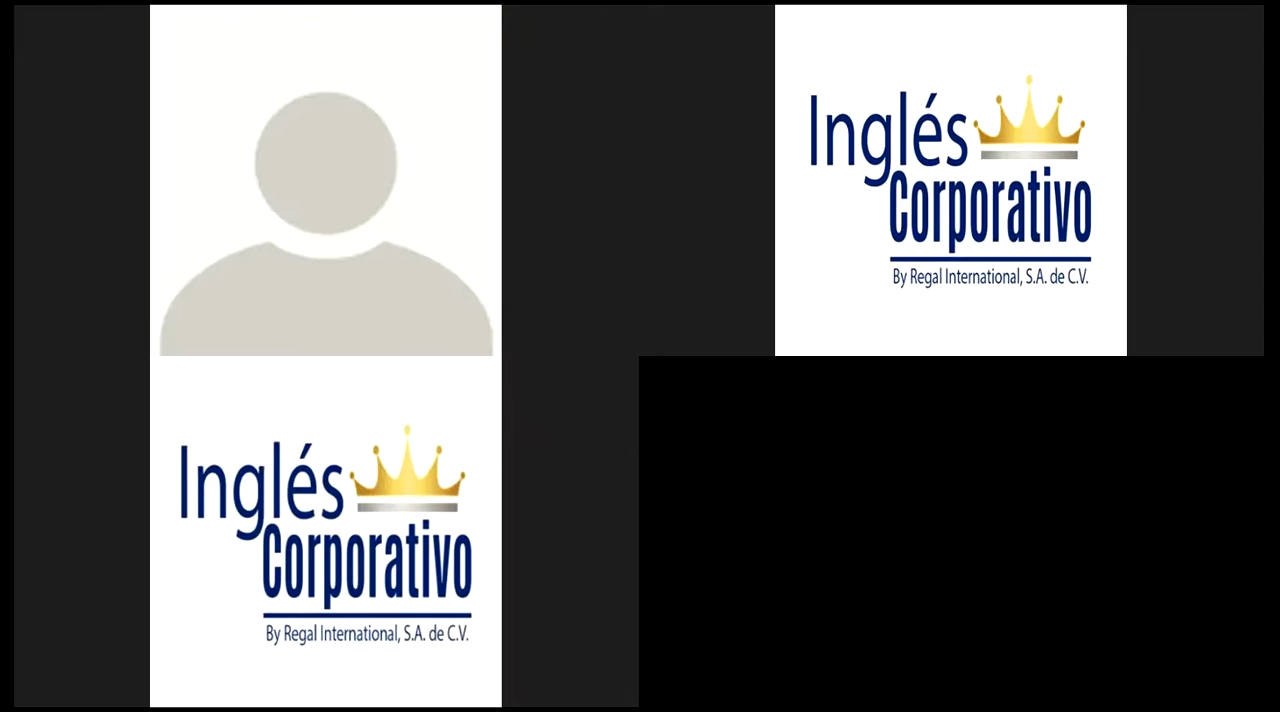 Inglés
Corporativo
By Regal International, S.A. de C.V.
Inglés
Corporativo
By Regal International, S.A. de C.V.